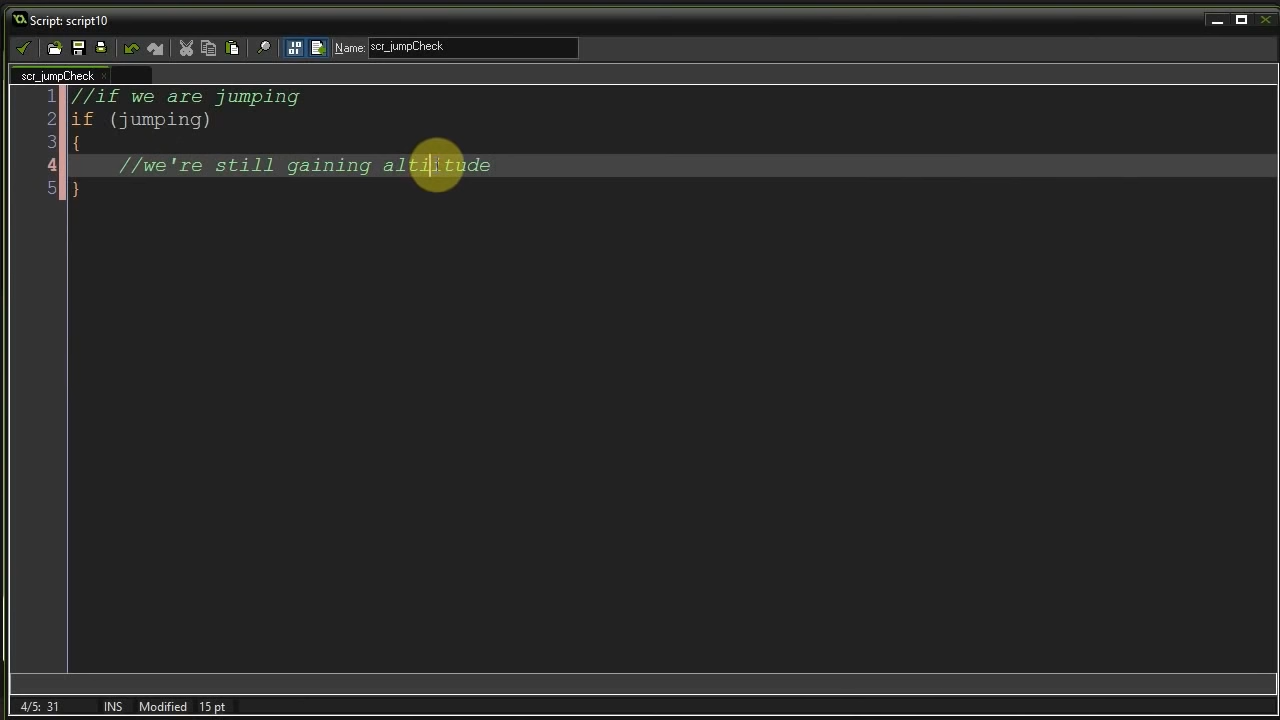 Script: script10
Name: scr_jumpCheck
scr_jumpCheck ×
1 //if we are jumping
2 if (jumping)
3 {
4 //we're still gaining altiitude
5 }
4/5: 31 INS Modified 15 pt